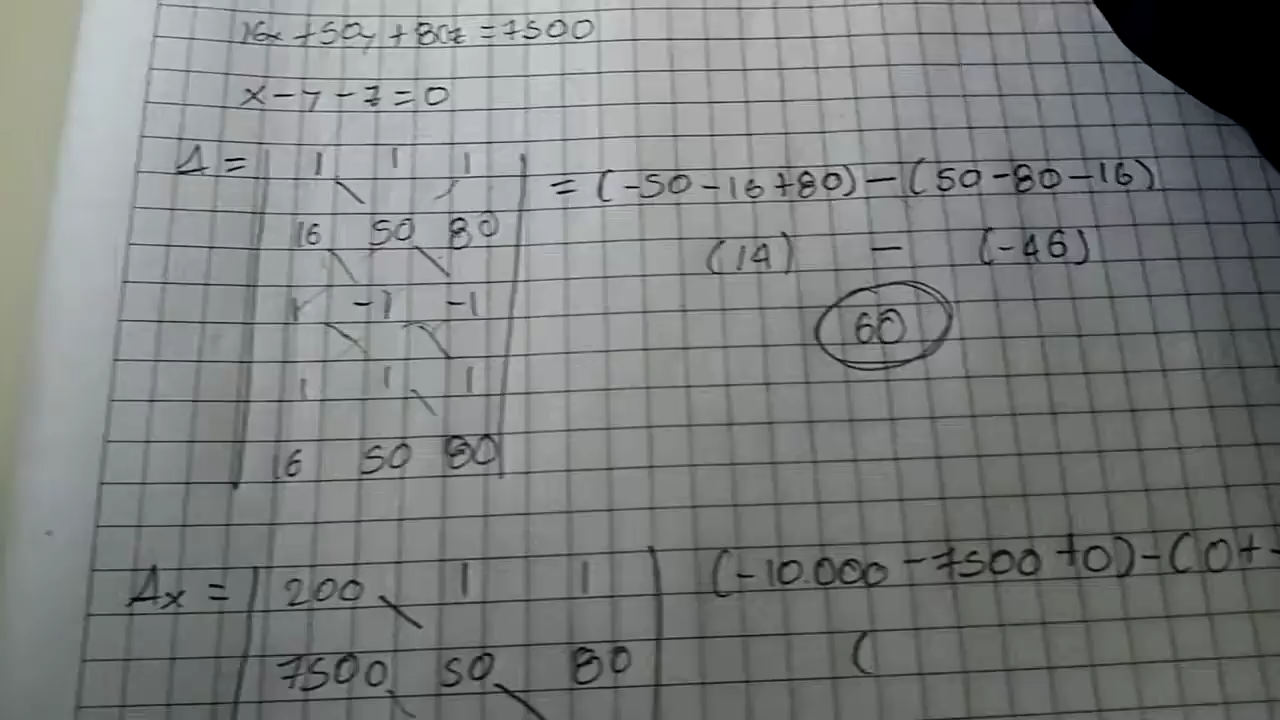 16x + 50y + 80z = 7500
x - y - z = 0
Δ = | 1 1 1 | = (-50 - 16 + 80) - (50 - 80 - 16)
16 50 80 (14) - (-46)
1 -1 -1 60
1 1 1
16 50 80
Δx = | 200 1 1 | (-10.000 - 7500 + 0) - (0 +
7500 50 80 (